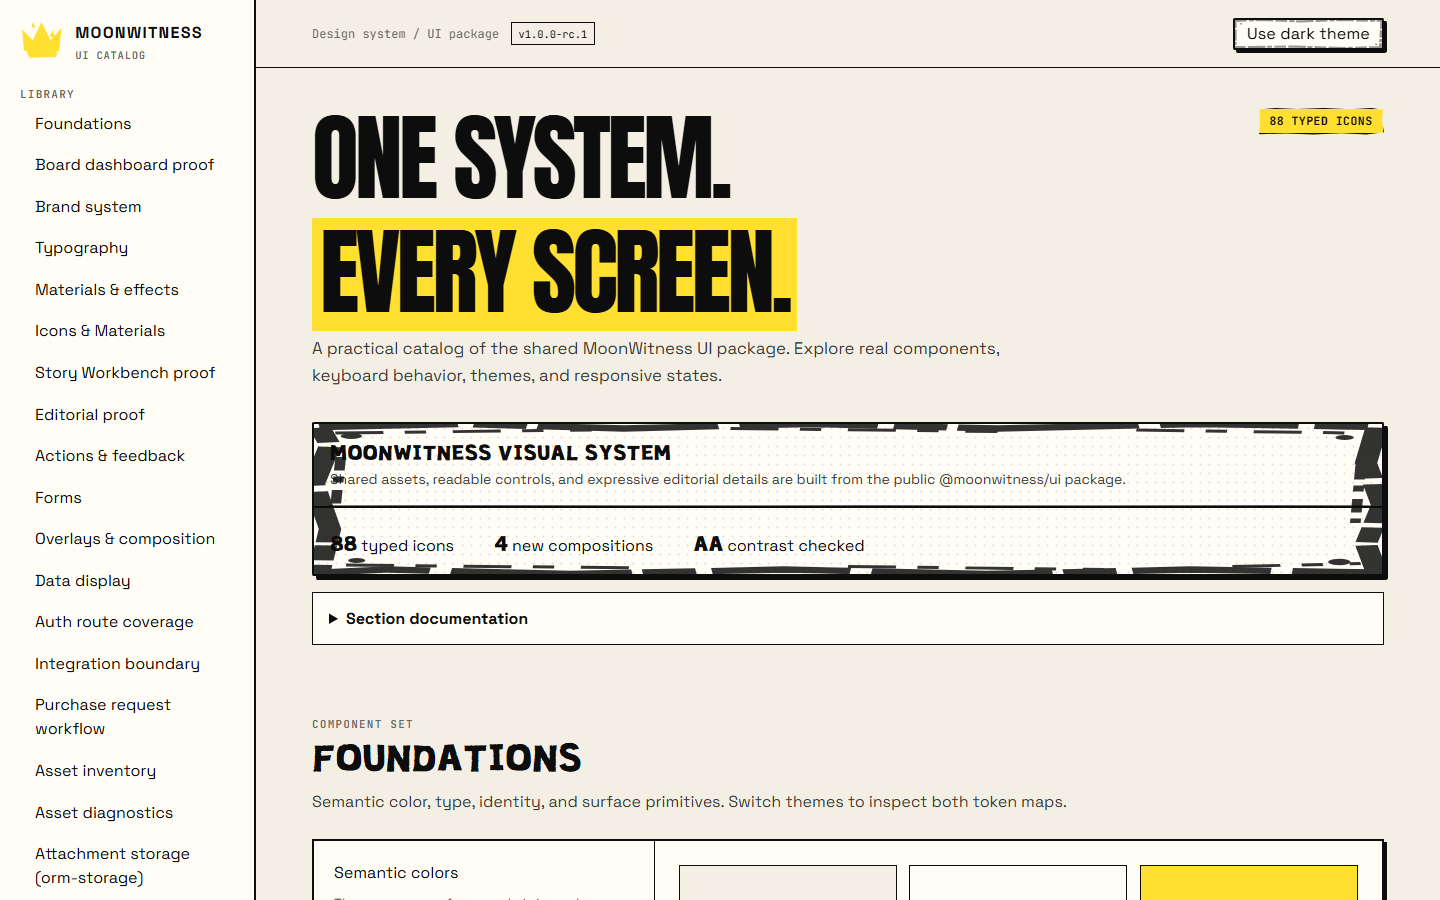 MOONWITNESS
UI CATALOG
LIBRARY
Foundations
Board dashboard proof
Brand system
Typography
Materials & effects
Icons & Materials
Story Workbench proof
Editorial proof
Actions & feedback
Forms
Overlays & composition
Data display
Auth route coverage
Integration boundary
Purchase request
workflow
Asset inventory
Asset diagnostics
Attachment storage
(orm-storage)
Design system / UI package
v1.0.0-rc.1
Use dark theme
88 TYPED ICONS
ONE SYSTEM.
EVERY SCREEN.
A practical catalog of the shared MoonWitness UI package. Explore real components,
keyboard behavior, themes, and responsive states.
MOONWITNESS VISUAL SYSTEM
Shared assets, readable controls, and expressive editorial details are built from the public @moonwitness/ui package.
88 typed icons
4 new compositions
AA contrast checked
Section documentation
COMPONENT SET
FOUNDATIONS
Semantic color, type, identity, and surface primitives. Switch themes to inspect both token maps.
Semantic colors